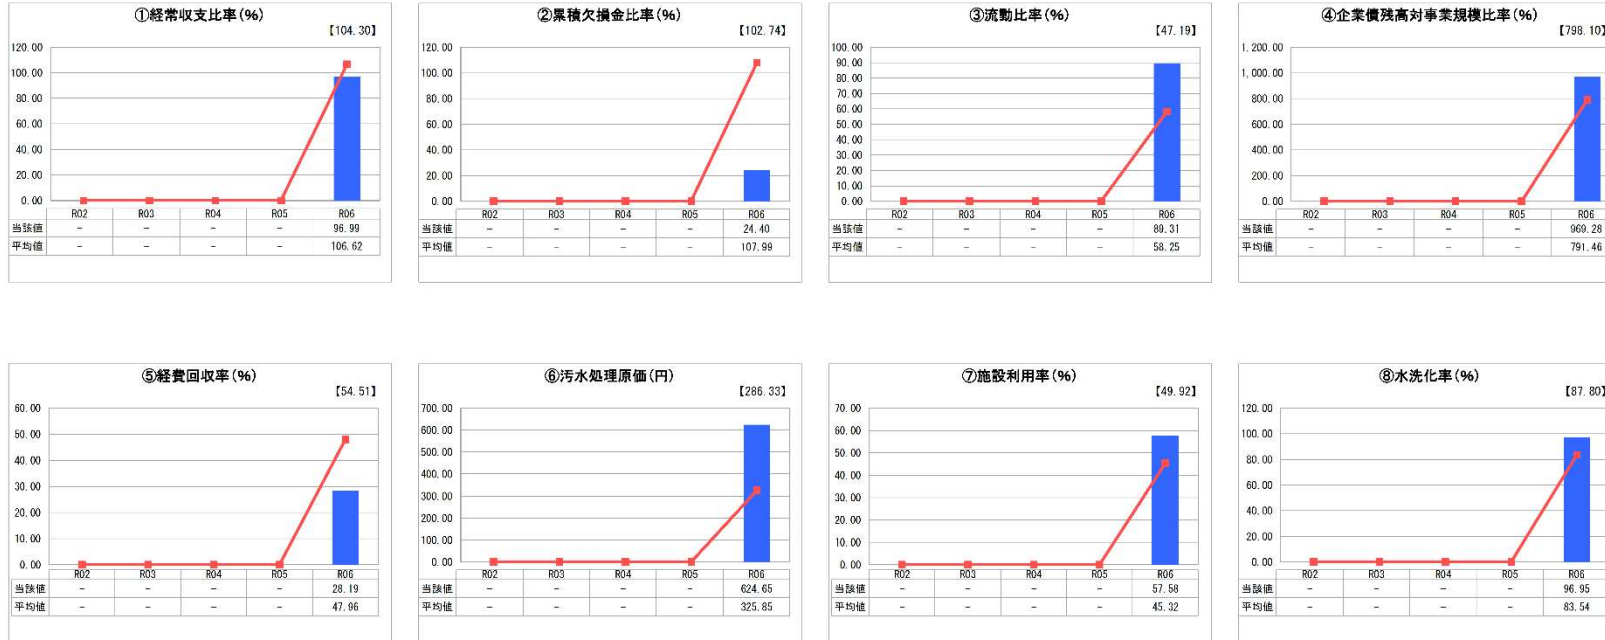 ①経常収支比率(%)
【104.30】
120.00
100.00
80.00
60.00
40.00
20.00
0.00
R02 R03 R04 R05 R06
当該値 - - - - 96.99
平均値 - - - - 106.62
②累積欠損金比率(%)
【102.74】
120.00
100.00
80.00
60.00
40.00
20.00
0.00
R02 R03 R04 R05 R06
当該値 - - - - 24.40
平均値 - - - - 107.99
③流動比率(%)
【47.19】
100.00
90.00
80.00
70.00
60.00
50.00
40.00
30.00
20.00
10.00
0.00
R02 R03 R04 R05 R06
当該値 - - - - 89.31
平均値 - - - - 58.25
④企業債残高対事業規模比率(%)
【798.10】
1,200.00
1,000.00
800.00
600.00
400.00
200.00
0.00
R02 R03 R04 R05 R06
当該値 - - - - 969.28
平均値 - - - - 791.46
⑤経費回収率(%)
【54.51】
60.00
50.00
40.00
30.00
20.00
10.00
0.00
R02 R03 R04 R05 R06
当該値 - - - - 28.19
平均値 - - - - 47.96
⑥汚水処理原価(円)
【286.33】
700.00
600.00
500.00
400.00
300.00
200.00
100.00
0.00
R02 R03 R04 R05 R06
当該値 - - - - 624.65
平均値 - - - - 325.85
⑦施設利用率(%)
【49.92】
70.00
60.00
50.00
40.00
30.00
20.00
10.00
0.00
R02 R03 R04 R05 R06
当該値 - - - - 57.58
平均値 - - - - 45.32
⑧水洗化率(%)
【87.80】
120.00
100.00
80.00
60.00
40.00
20.00
0.00
R02 R03 R04 R05 R06
当該値 - - - - 96.95
平均値 - - - - 83.54